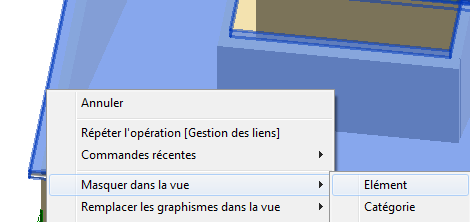 Annuler
Répéter l'opération [Gestion des liens]
Commandes récentes
Masquer dans la vue
Elément
Remplacer les graphismes dans la vue
Catégorie